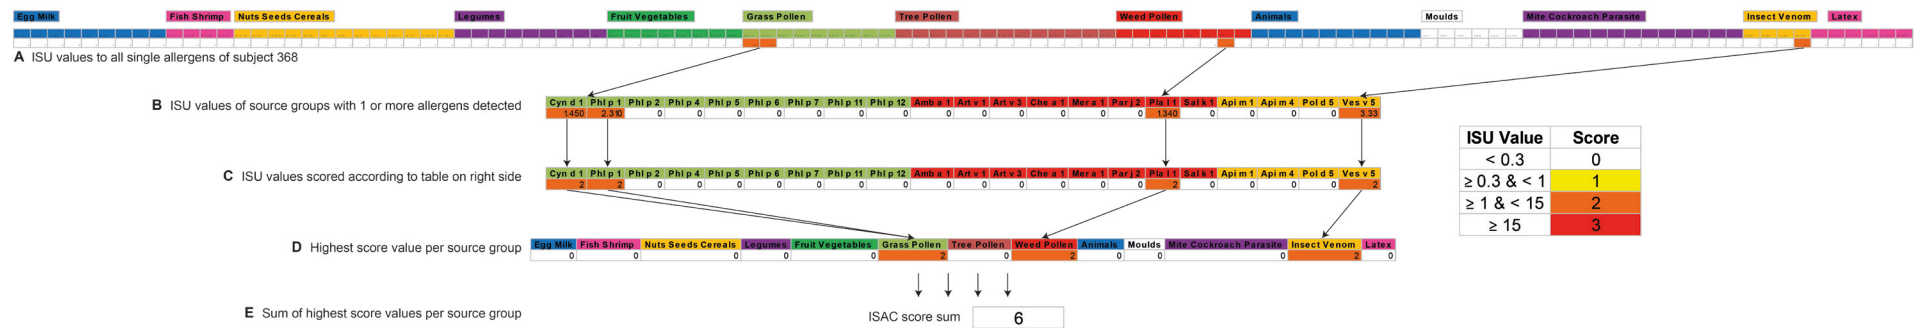 Egg Milk Fish Shrimp Nuts Seeds Cereals Legumes Fruit Vegetables Grass Pollen Tree Pollen Weed Pollen Animals Moulds Mite Cockroach Parasite Insect Venom Latex
A ISU values to all single allergens of subject 368
B ISU values of source groups with 1 or more allergens detected
Cyn d 1 Phl p 1 Phl p 2 Phl p 4 Phl p 5 Phl p 6 Phl p 7 Phl p 11 Phl p 12 Amb a 1 Art v 1 Art v 3 Che a 1 Mer a 1 Par j 2 Pla l 1 Sal k 1 Api m 1 Api m 4 Pol d 5 Ves v 5
1.450 2.310 0 0 0 0 0 0 0 0 0 0 0 0 0 1.340 0 0 0 0 3.33
C ISU values scored according to table on right side
Cyn d 1 Phl p 1 Phl p 2 Phl p 4 Phl p 5 Phl p 6 Phl p 7 Phl p 11 Phl p 12 Amb a 1 Art v 1 Art v 3 Che a 1 Mer a 1 Par j 2 Pla l 1 Sal k 1 Api m 1 Api m 4 Pol d 5 Ves v 5
2 2 0 0 0 0 0 0 0 0 0 0 0 0 0 2 0 0 0 0 2
ISU Value Score
< 0.3 0
≥ 0.3 & < 1 1
≥ 1 & < 15 2
≥ 15 3
D Highest score value per source group
Egg Milk Fish Shrimp Nuts Seeds Cereals Legumes Fruit Vegetables Grass Pollen Tree Pollen Weed Pollen Animals Moulds Mite Cockroach Parasite Insect Venom Latex
0 0 0 0 0 2 0 2 0 0 0 2 0
E Sum of highest score values per source group
ISAC score sum 6